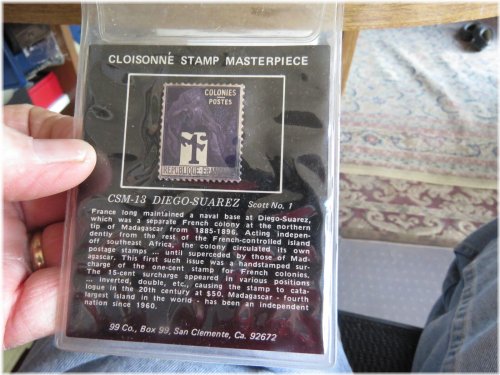 CLOISONNÉ STAMP MASTERPIECE
COLONIES
POSTES
RÉPUBLIQUE FRANÇAISE
CSM-13 DIEGO-SUAREZ Scott No. 1
France long maintained a naval base at Diego-Suarez,
which was a separate French colony at the northern
tip of Madagascar from 1885-1896. Acting indepen-
dently from the rest of the French-controlled island
off southeast Africa, the colony circulated its own
postage stamps ... until superceded by those of Mad-
agascar. This first such issue was a handstamped sur-
charge of the one-cent stamp for French colonies.
The 15-cent surcharge appeared in various positions
... inverted, double, etc., causing the stamp to cata-
logue in the 20th century at $50. Madagascar - fourth
largest island in the world - has been an independent
nation since 1960.
99 Co., Box 99, San Clemente, Ca. 92672